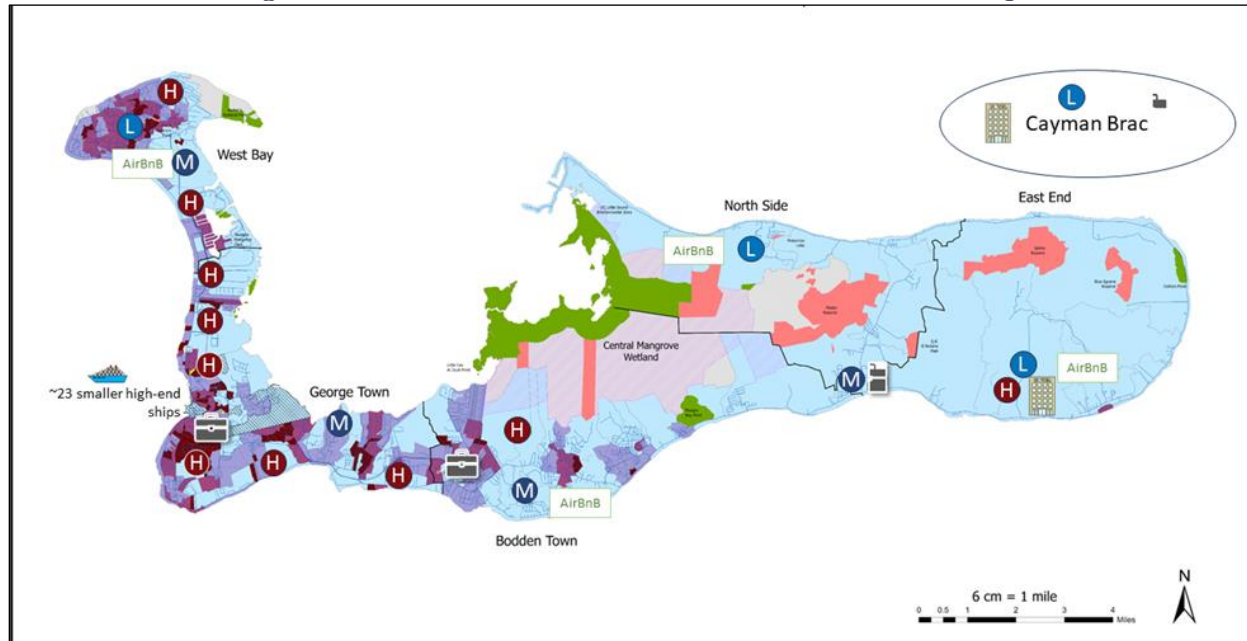 H
L
AirBnB
M
West Bay
H
H
H
H
~23 smaller high-end
ships
George Town
M
H
H
H
H
M
AirBnB
Bodden Town
Central Mangrove
Wetland
North Side
AirBnB
L
M
East End
L
H
AirBnB
L
Cayman Brac
6 cm = 1 mile
0 0.5 1 2 3 4
Miles
N